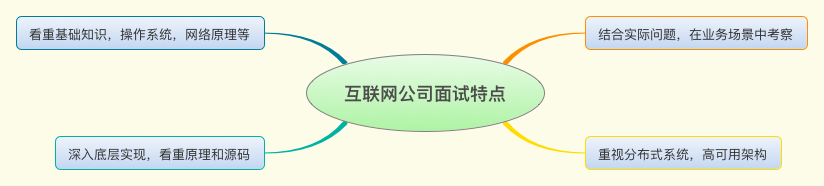 看重基础知识，操作系统，网络原理等
结合实际问题，在业务场景中考察
互联网公司面试特点
深入底层实现，看重原理和源码
重视分布式系统，高可用架构